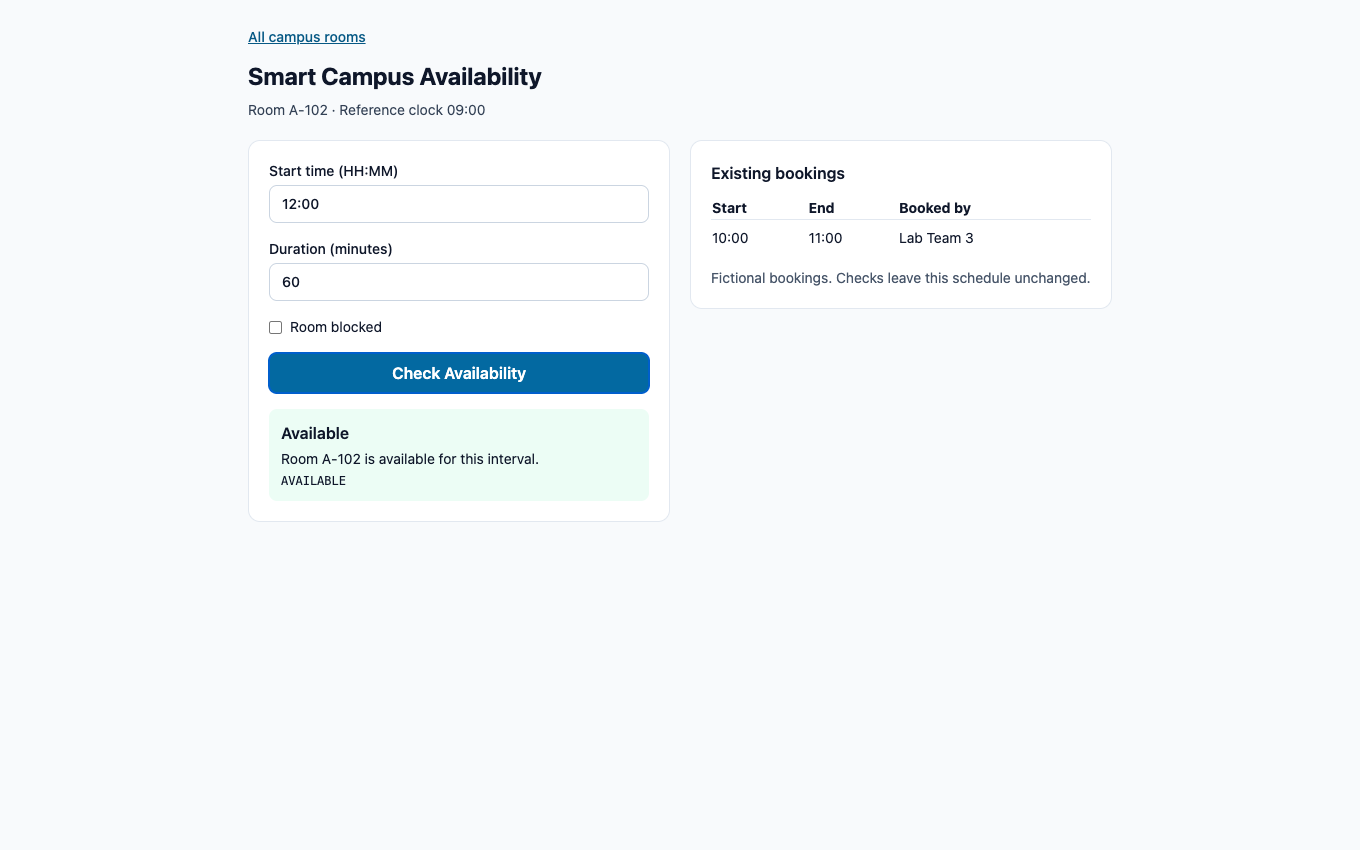 All campus rooms
Smart Campus Availability
Room A-102 · Reference clock 09:00
Start time (HH:MM)
12:00
Duration (minutes)
60
Room blocked
Check Availability
Available
Room A-102 is available for this interval.
AVAILABLE
Existing bookings
Start End Booked by
10:00 11:00 Lab Team 3
Fictional bookings. Checks leave this schedule unchanged.